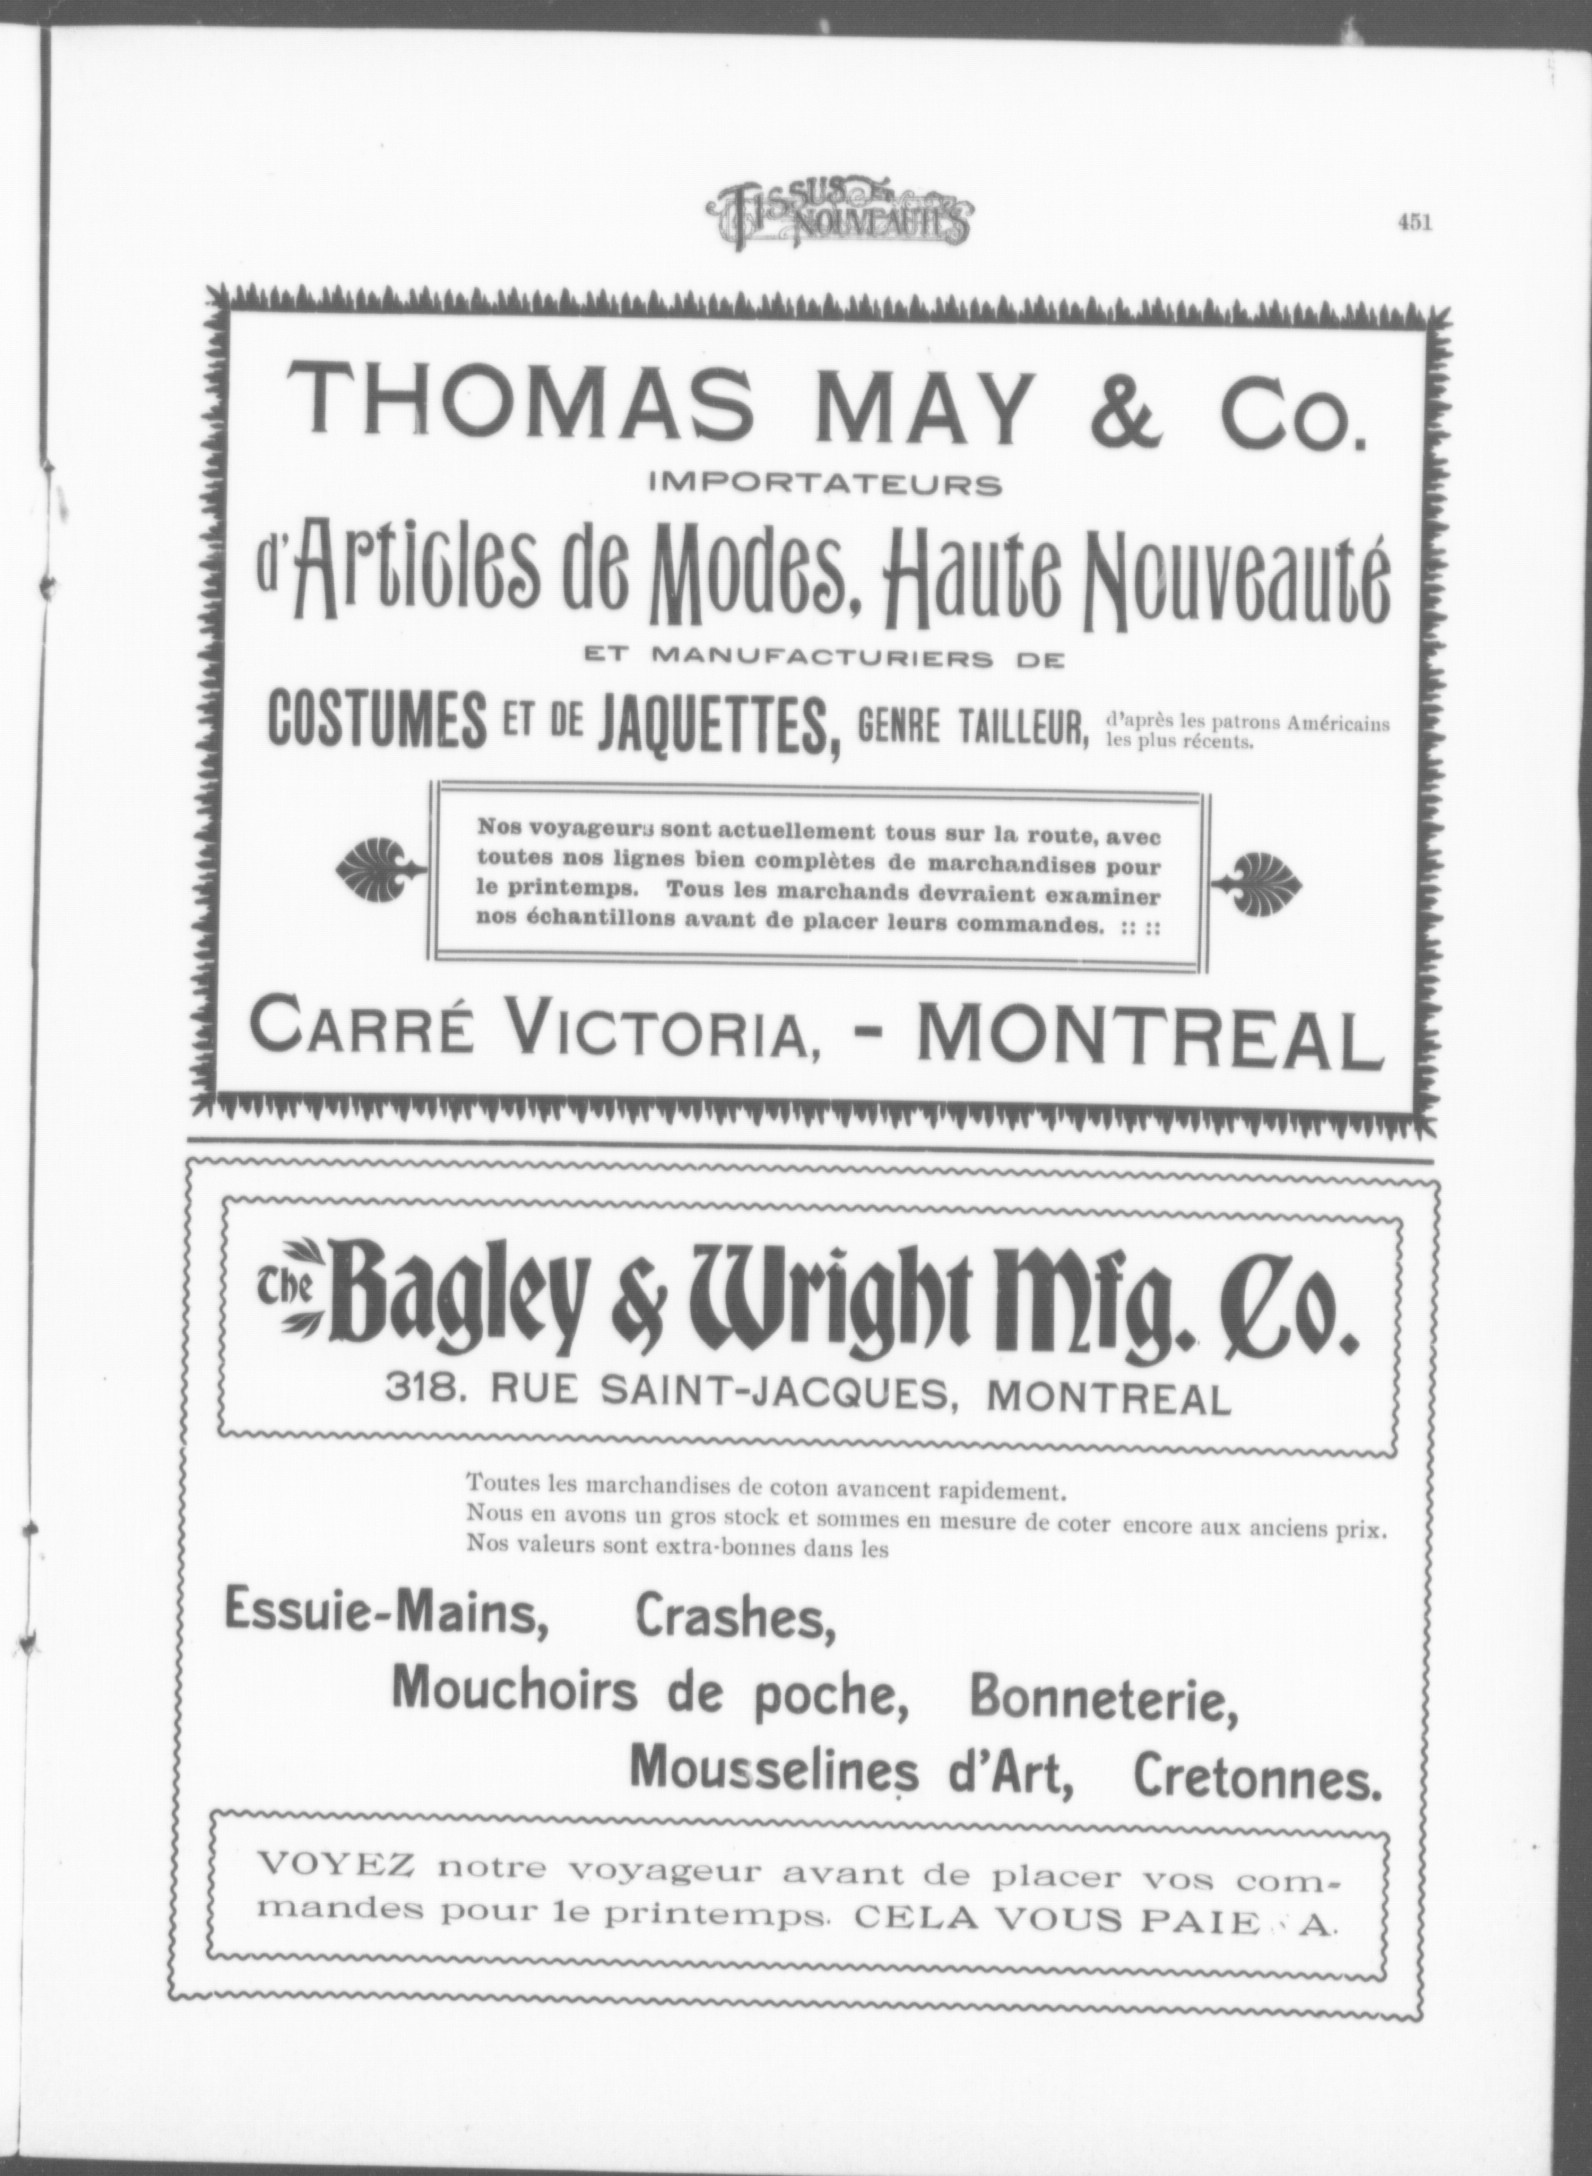 TISSUS ET
NOUVEAUTÉS
451
THOMAS MAY & Co.
IMPORTATEURS
d'Articles de Modes, Haute Nouveauté
ET MANUFACTURIERS DE
COSTUMES ET DE JAQUETTES, GENRE TAILLEUR, d'après les patrons Américains
les plus récents.
Nos voyageurs sont actuellement tous sur la route, avec
toutes nos lignes bien complètes de marchandises pour
le printemps. Tous les marchands devraient examiner
nos échantillons avant de placer leurs commandes. :: ::
CARRÉ VICTORIA, - MONTREAL
The Bagley & Wright Mfg. Co.
318. RUE SAINT-JACQUES, MONTREAL
Toutes les marchandises de coton avancent rapidement.
Nous en avons un gros stock et sommes en mesure de coter encore aux anciens prix.
Nos valeurs sont extra-bonnes dans les
Essuie-Mains, Crashes,
Mouchoirs de poche, Bonneterie,
Mousselines d'Art, Cretonnes.
VOYEZ notre voyageur avant de placer vos com-
mandes pour le printemps. CELA VOUS PAIE A.